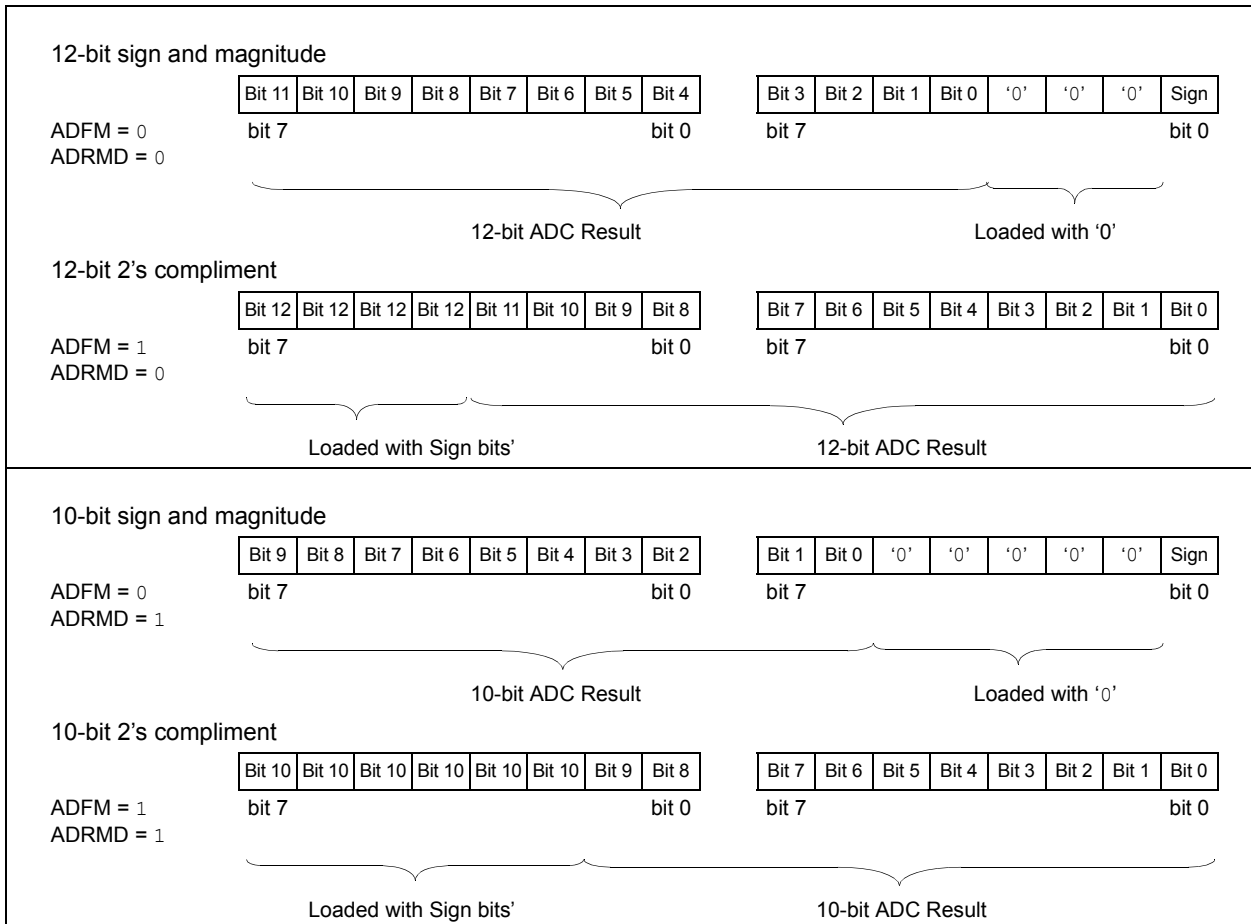 12-bit sign and magnitude
Bit 11 Bit 10 Bit 9 Bit 8 Bit 7 Bit 6 Bit 5 Bit 4 Bit 3 Bit 2 Bit 1 Bit 0 ‘0’ ‘0’ ‘0’ Sign
ADFM = 0 bit 7 bit 0 bit 7 bit 0
ADRMD = 0
12-bit ADC Result Loaded with ‘0’
12-bit 2’s compliment
Bit 12 Bit 12 Bit 12 Bit 12 Bit 11 Bit 10 Bit 9 Bit 8 Bit 7 Bit 6 Bit 5 Bit 4 Bit 3 Bit 2 Bit 1 Bit 0
ADFM = 1 bit 7 bit 0 bit 7 bit 0
ADRMD = 0
Loaded with Sign bits’ 12-bit ADC Result
10-bit sign and magnitude
Bit 9 Bit 8 Bit 7 Bit 6 Bit 5 Bit 4 Bit 3 Bit 2 Bit 1 Bit 0 ‘0’ ‘0’ ‘0’ ‘0’ ‘0’ Sign
ADFM = 0 bit 7 bit 0 bit 7 bit 0
ADRMD = 1
10-bit ADC Result Loaded with ‘0’
10-bit 2’s compliment
Bit 10 Bit 10 Bit 10 Bit 10 Bit 10 Bit 10 Bit 9 Bit 8 Bit 7 Bit 6 Bit 5 Bit 4 Bit 3 Bit 2 Bit 1 Bit 0
ADFM = 1 bit 7 bit 0 bit 7 bit 0
ADRMD = 1
Loaded with Sign bits’ 10-bit ADC Result